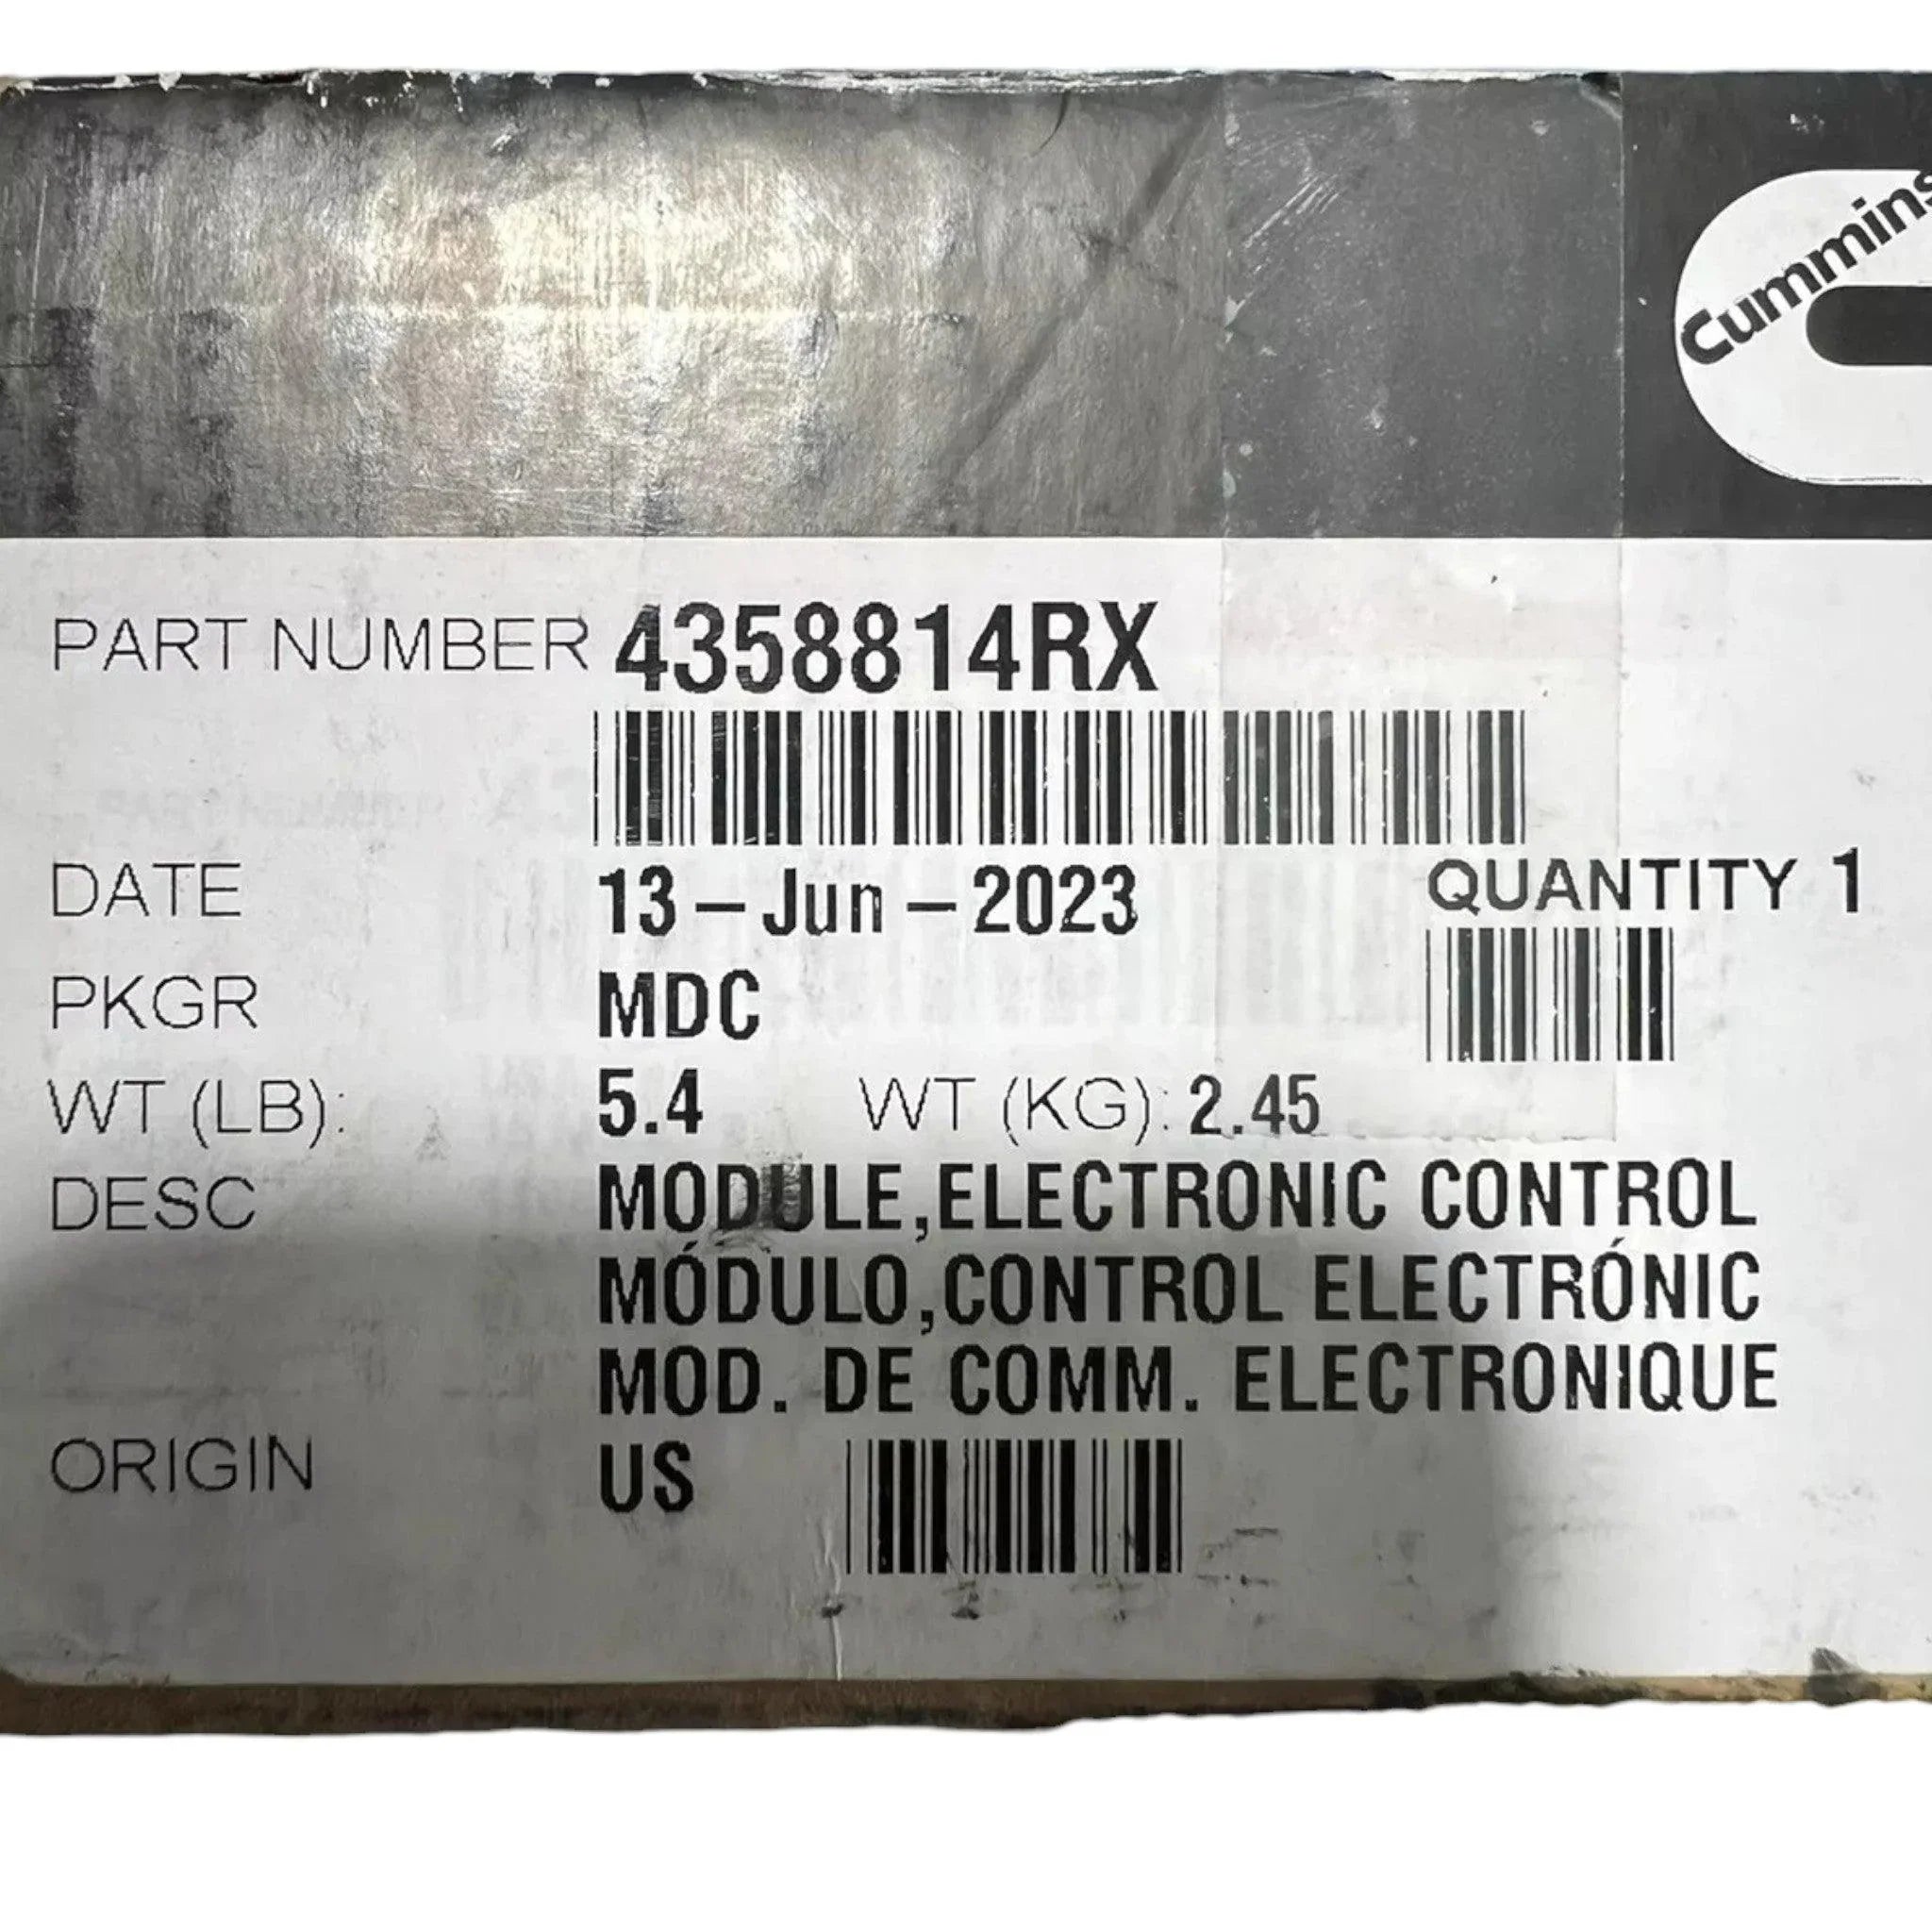 Cummins
PART NUMBER 4358814RX
DATE 13-Jun-2023 QUANTITY 1
PKGR MDC
WT (LB): 5.4 WT (KG): 2.45
DESC MODULE,ELECTRONIC CONTROL
MÓDULO,CONTROL ELECTRÓNIC
MOD. DE COMM. ELECTRONIQUE
ORIGIN US